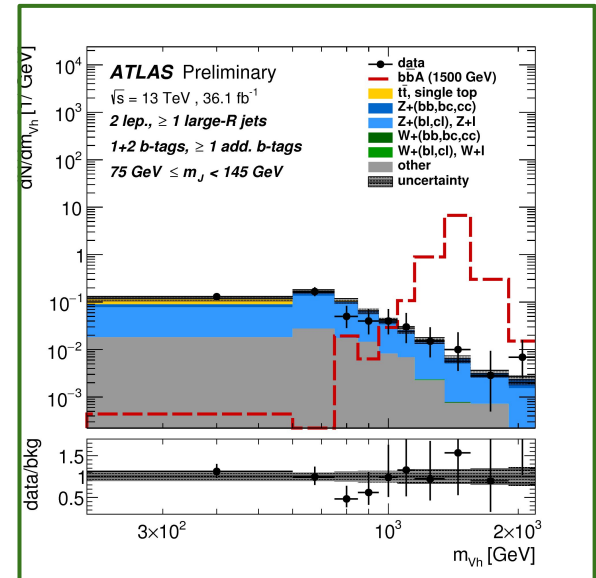 dN/dm_Vh [1/ GeV]
10⁴
10³
10²
10
1
10⁻¹
10⁻²
10⁻³
ATLAS Preliminary
√s = 13 TeV , 36.1 fb⁻¹
2 lep., ≥ 1 large-R jets
1+2 b-tags, ≥ 1 add. b-tags
75 GeV ≤ m_J < 145 GeV
data
bb̄A (1500 GeV)
tt̄, single top
Z+(bb,bc,cc)
Z+(bl,cl), Z+l
W+(bb,bc,cc)
W+(bl,cl), W+l
other
uncertainty
data/bkg
1.5
1
0.5
3×10²
10³
2×10³
m_Vh [GeV]